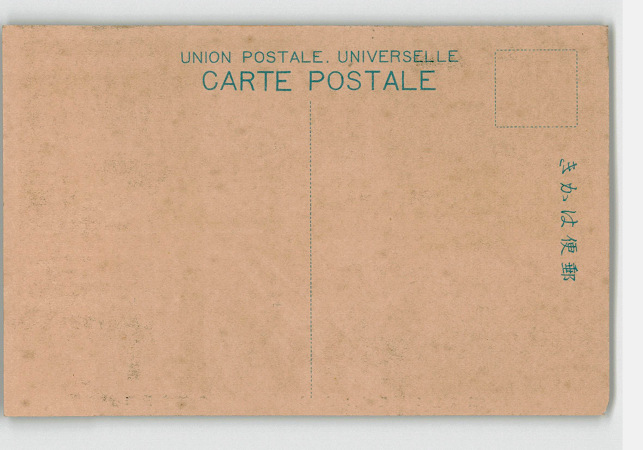 UNION POSTALE. UNIVERSELLE
CARTE POSTALE
郵便はかき